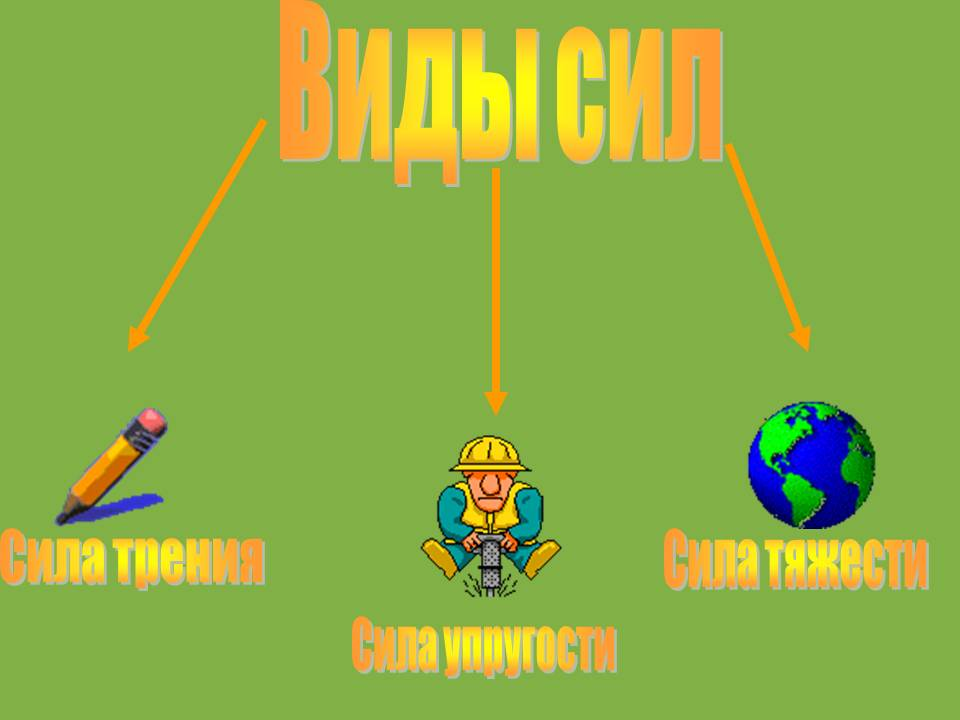 Виды сил
Сила трения
Сила упругости
Сила тяжести